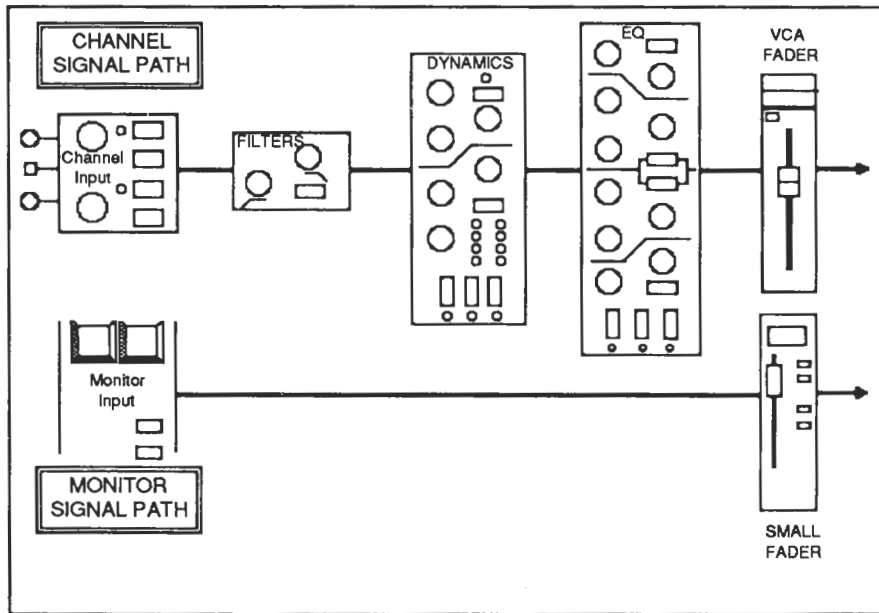 CHANNEL
SIGNAL PATH
Channel
Input
FILTERS
DYNAMICS
EQ
VCA
FADER
Monitor
Input
MONITOR
SIGNAL PATH
SMALL
FADER